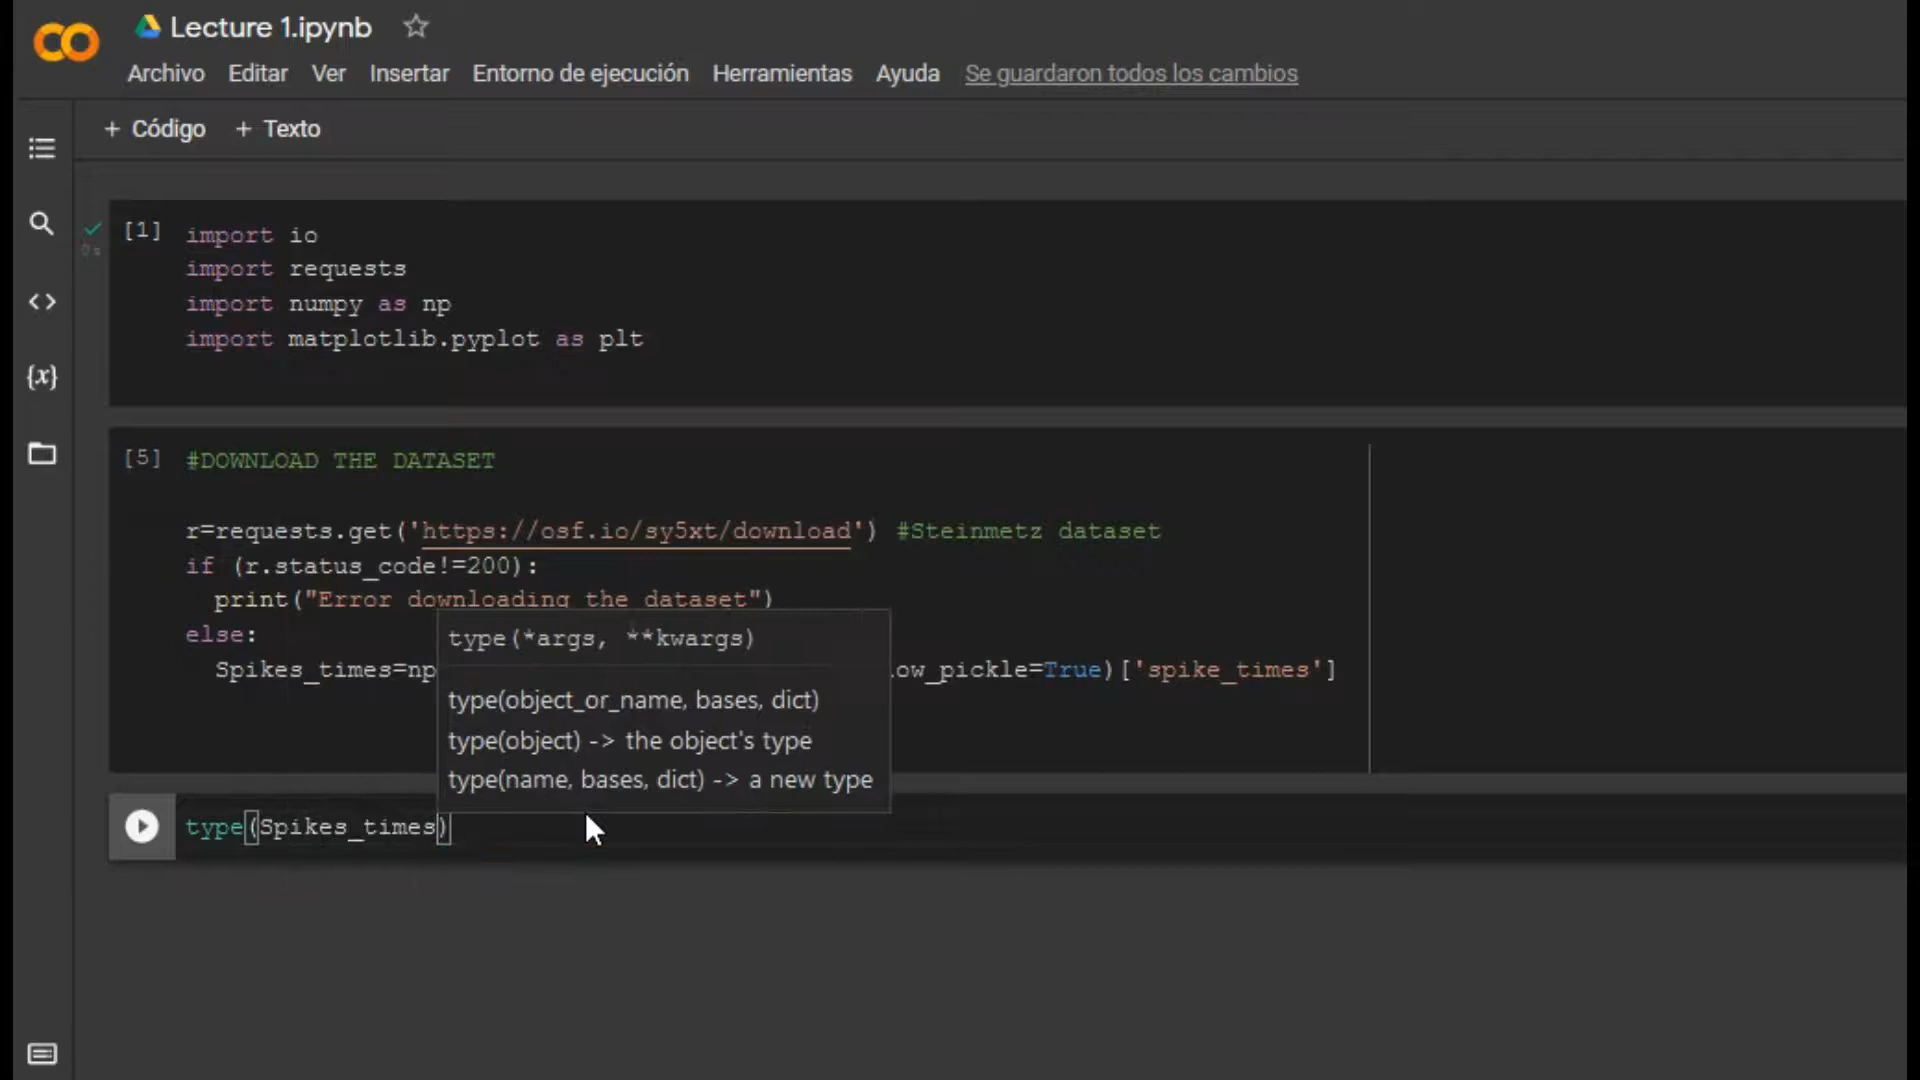 Lecture 1.ipynb
Archivo Editar Ver Insertar Entorno de ejecución Herramientas Ayuda Se guardaron todos los cambios
+ Código + Texto
[1] import io
0s
import requests
import numpy as np
import matplotlib.pyplot as plt
[5] #DOWNLOAD THE DATASET
r=requests.get('https://osf.io/sy5xt/download') #Steinmetz dataset
if (r.status_code!=200):
print("Error downloading the dataset")
else:
Spikes_times=np
ow_pickle=True)['spike_times']
type(*args, **kwargs)
type(object_or_name, bases, dict)
type(object) -> the object's type
type(name, bases, dict) -> a new type
type(Spikes_times)